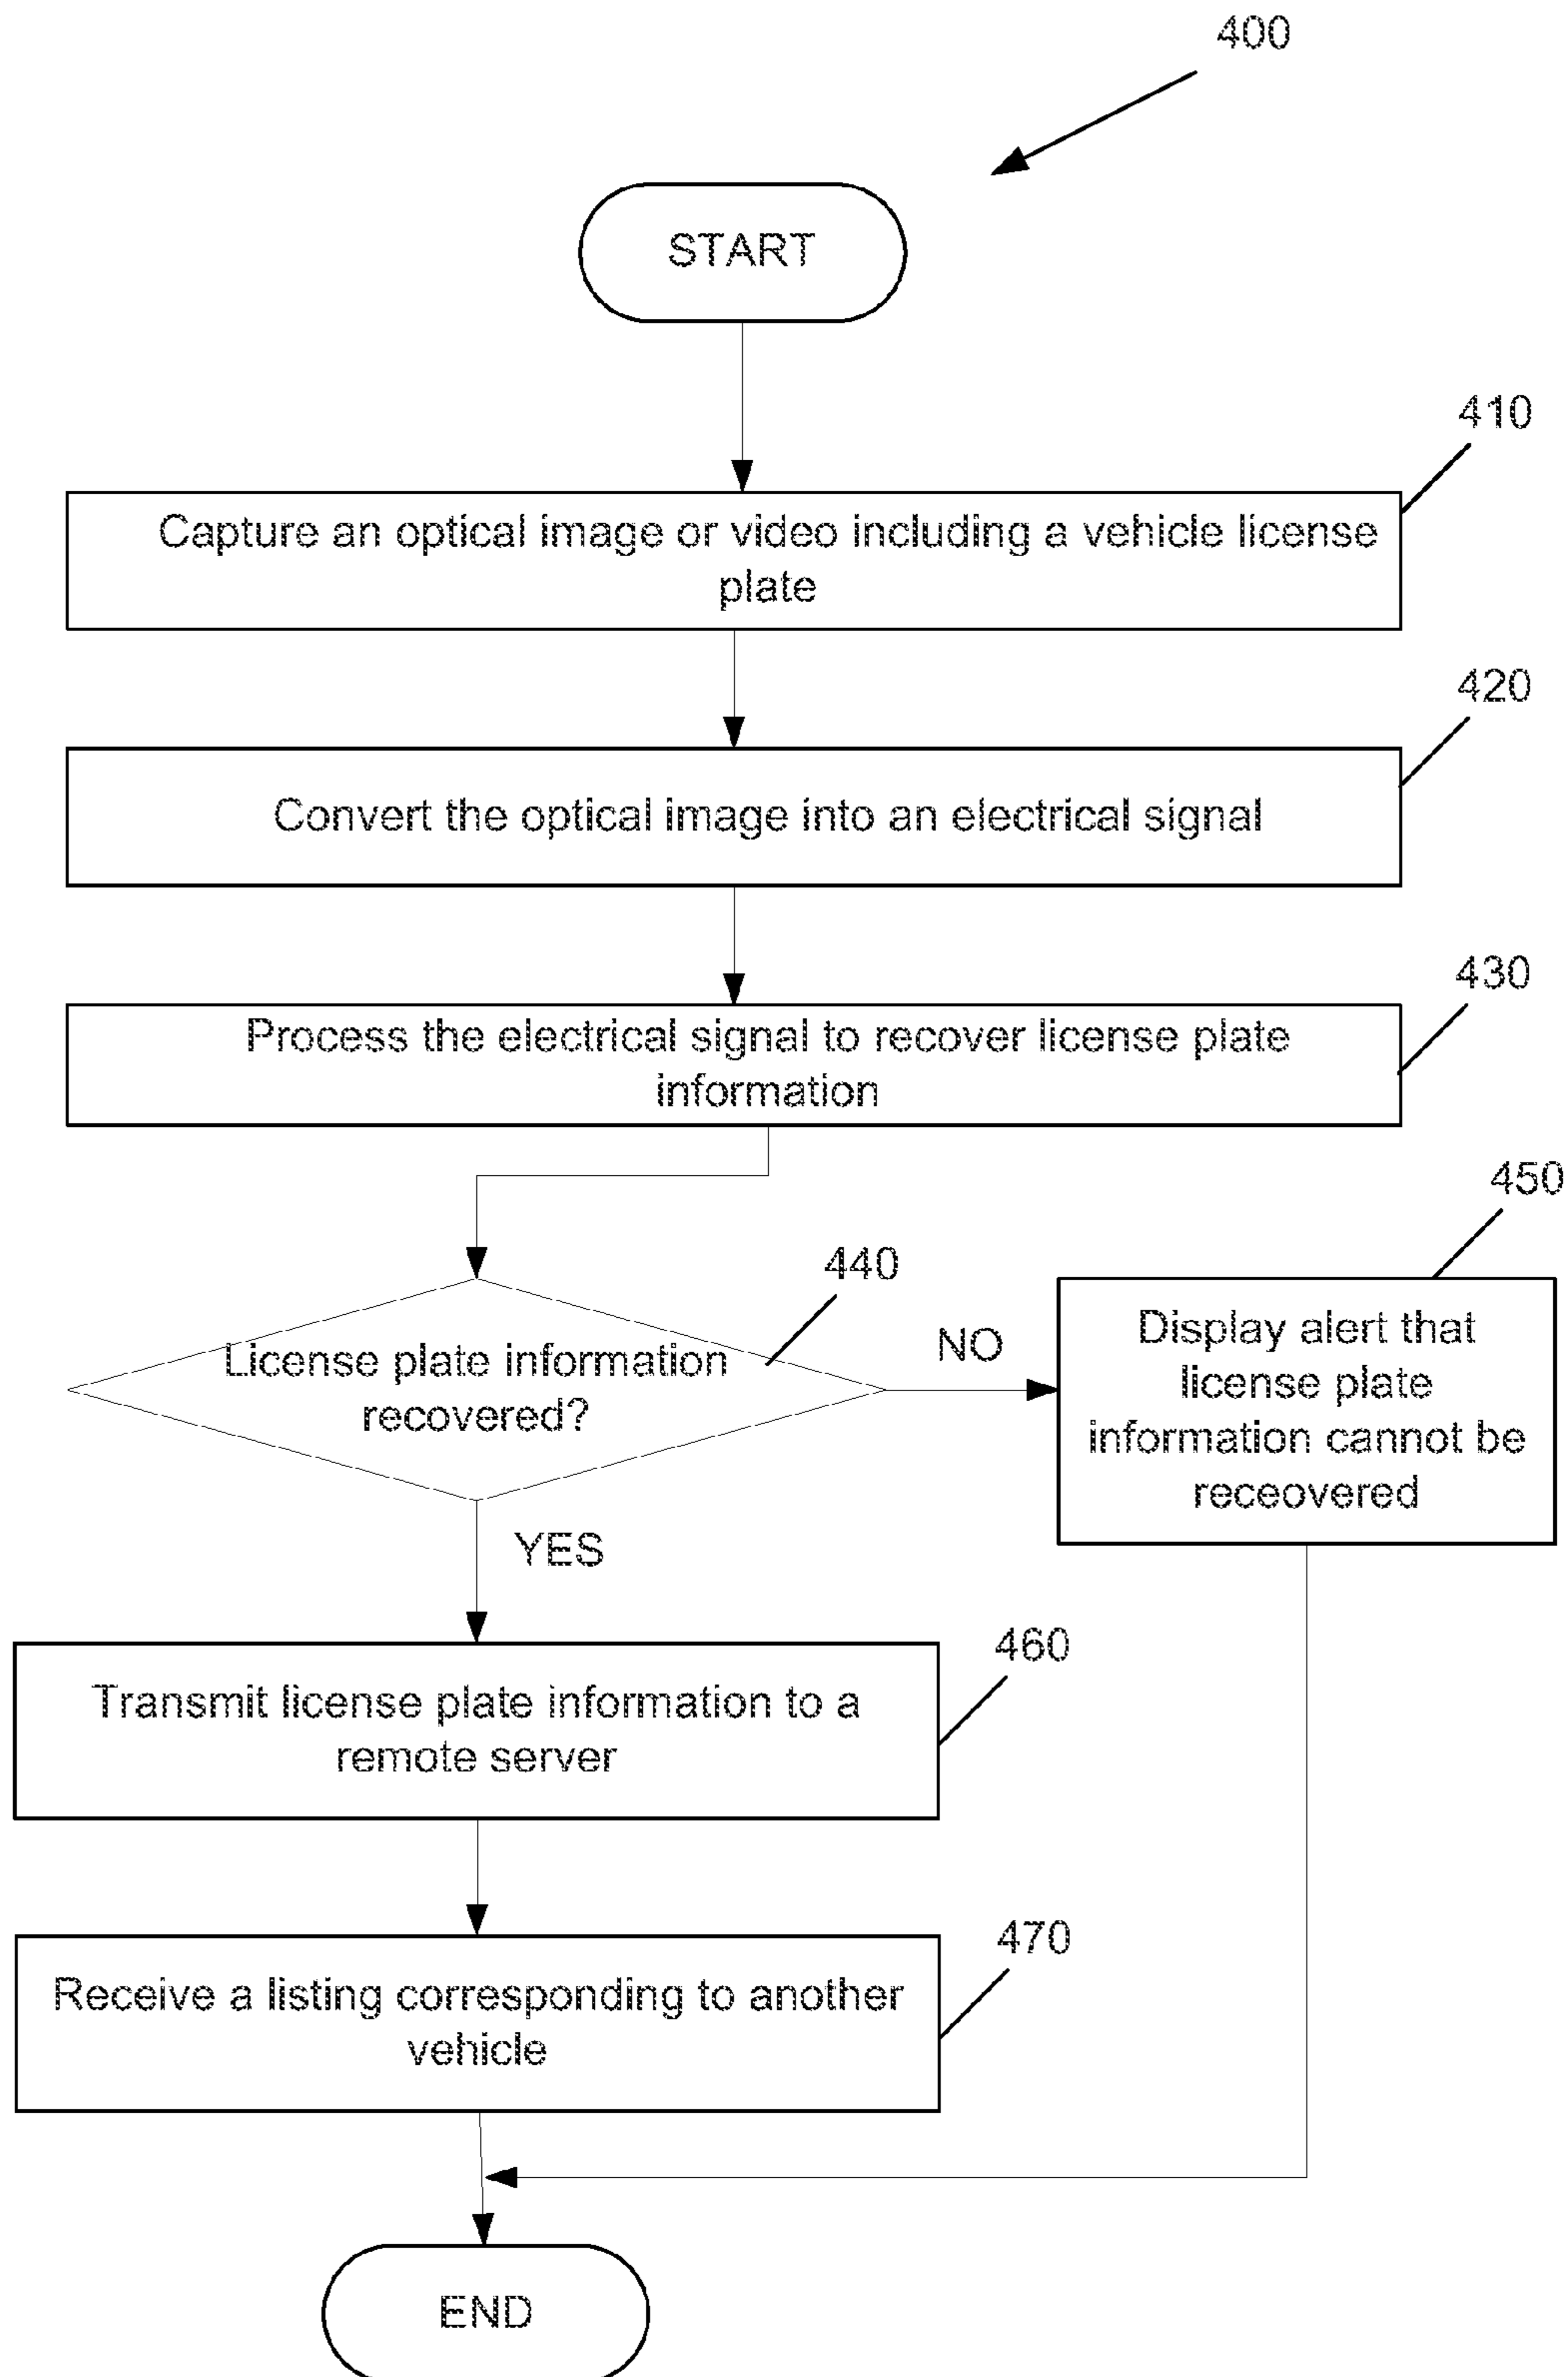 400
START
410
Capture an optical image or video including a vehicle license
plate
420
Convert the optical image into an electrical signal
430
Process the electrical signal to recover license plate
information
440
License plate information
recovered?
NO
450
Display alert that
license plate
information cannot be
receovered
YES
460
Transmit license plate information to a
remote server
470
Receive a listing corresponding to another
vehicle
END